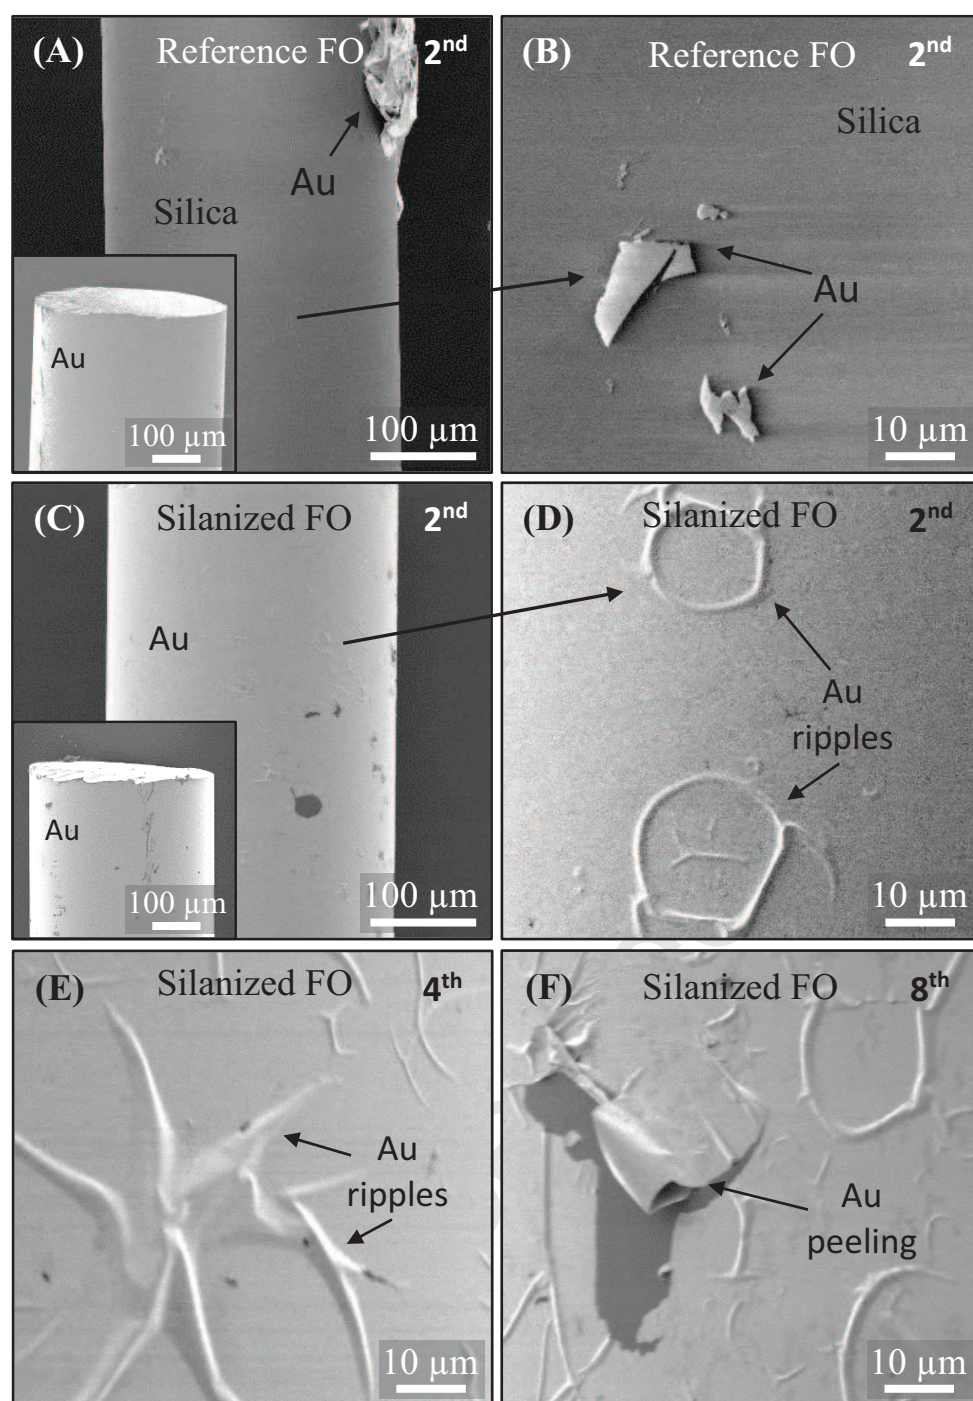 (A) Reference FO 2nd
Au
Silica
Au
100 µm
100 µm
(B) Reference FO 2nd
Silica
Au
10 µm
(C) Silanized FO 2nd
Au
Au
100 µm
100 µm
(D) Silanized FO 2nd
Au
ripples
10 µm
(E) Silanized FO 4th
Au
ripples
10 µm
(F) Silanized FO 8th
Au
peeling
10 µm